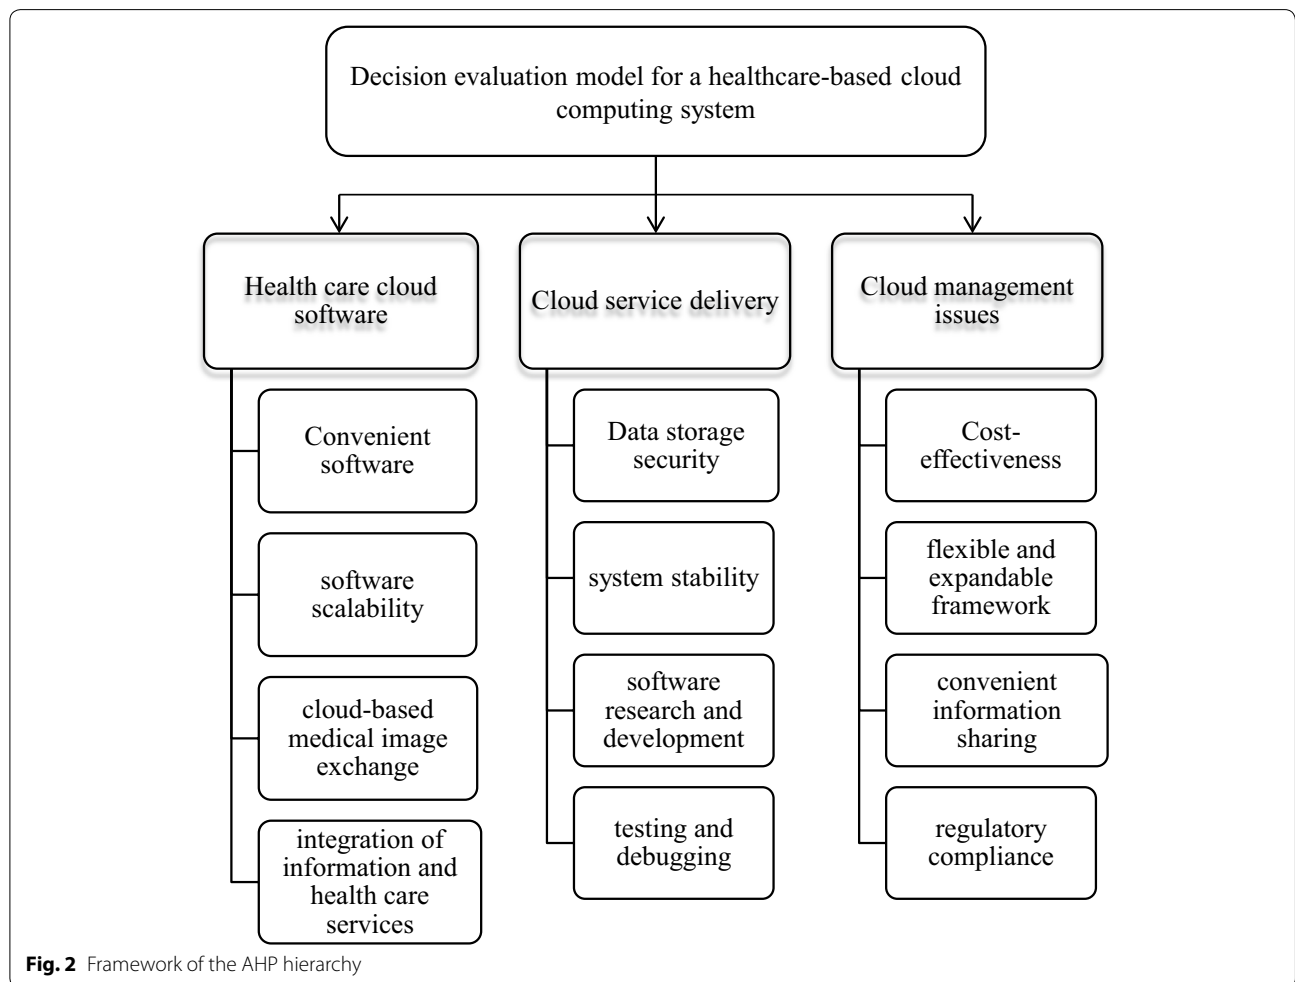 Decision evaluation model for a healthcare-based cloud
computing system
Health care cloud
software
Cloud service delivery
Cloud management
issues
Convenient
software
software
scalability
cloud-based
medical image
exchange
integration of
information and
health care
services
Data storage
security
system stability
software
research and
development
testing and
debugging
Cost-
effectiveness
flexible and
expandable
framework
convenient
information
sharing
regulatory
compliance
Fig. 2 Framework of the AHP hierarchy